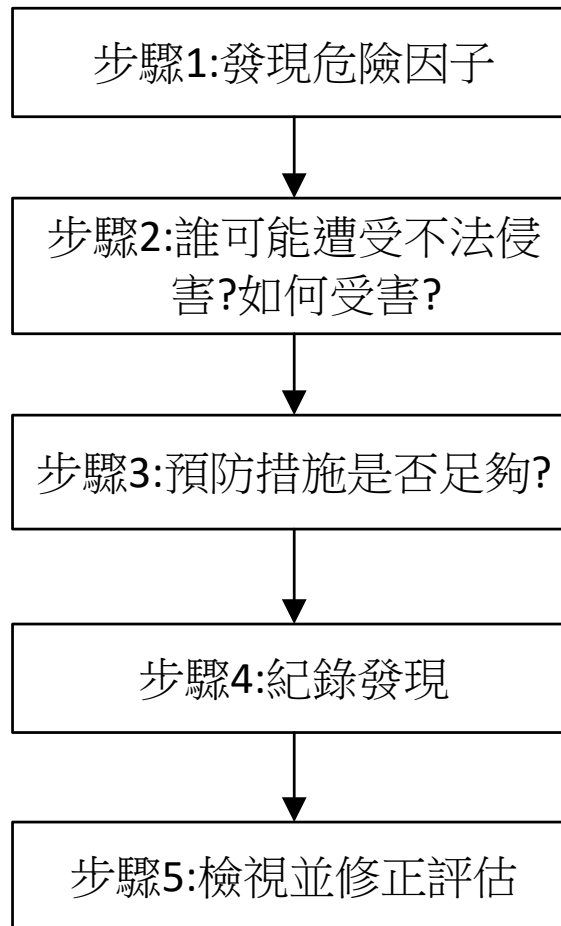 步驟1:發現危險因子
步驟2:誰可能遭受不法侵
害?如何受害?
步驟3:預防措施是否足夠?
步驟4:紀錄發現
步驟5:檢視並修正評估